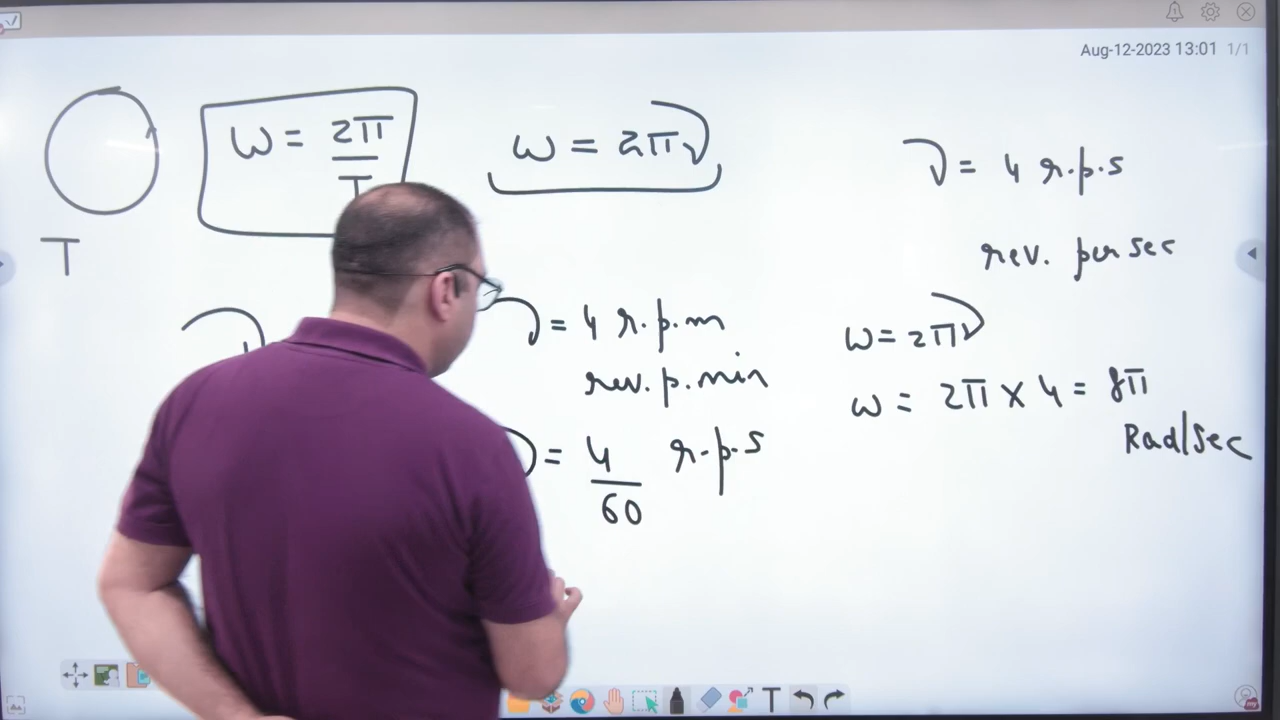 Aug-12-2023 13:01 1/1
ω = 2π / T
ω = 2πν
T
ν = 4 r.p.m
rev. p. min
ν = 4/60 r.p.s
ν = 4 r.p.s
rev. per sec
ω = 2πν
ω = 2π × 4 = 8π
Rad/sec
T